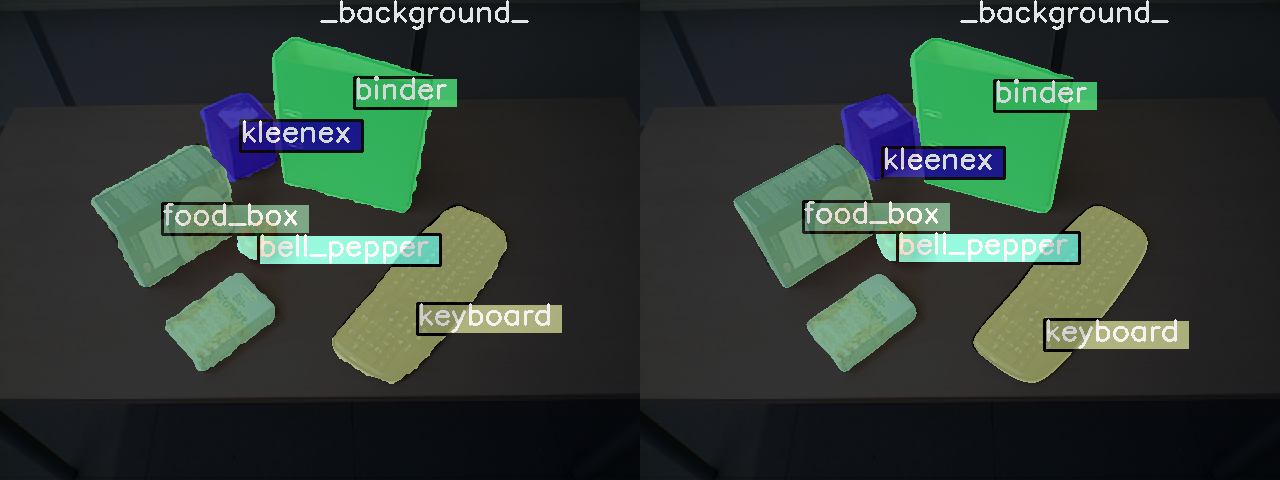 _background_
binder
kleenex
food_box
bell_pepper
keyboard
_background_
binder
kleenex
food_box
bell_pepper
keyboard